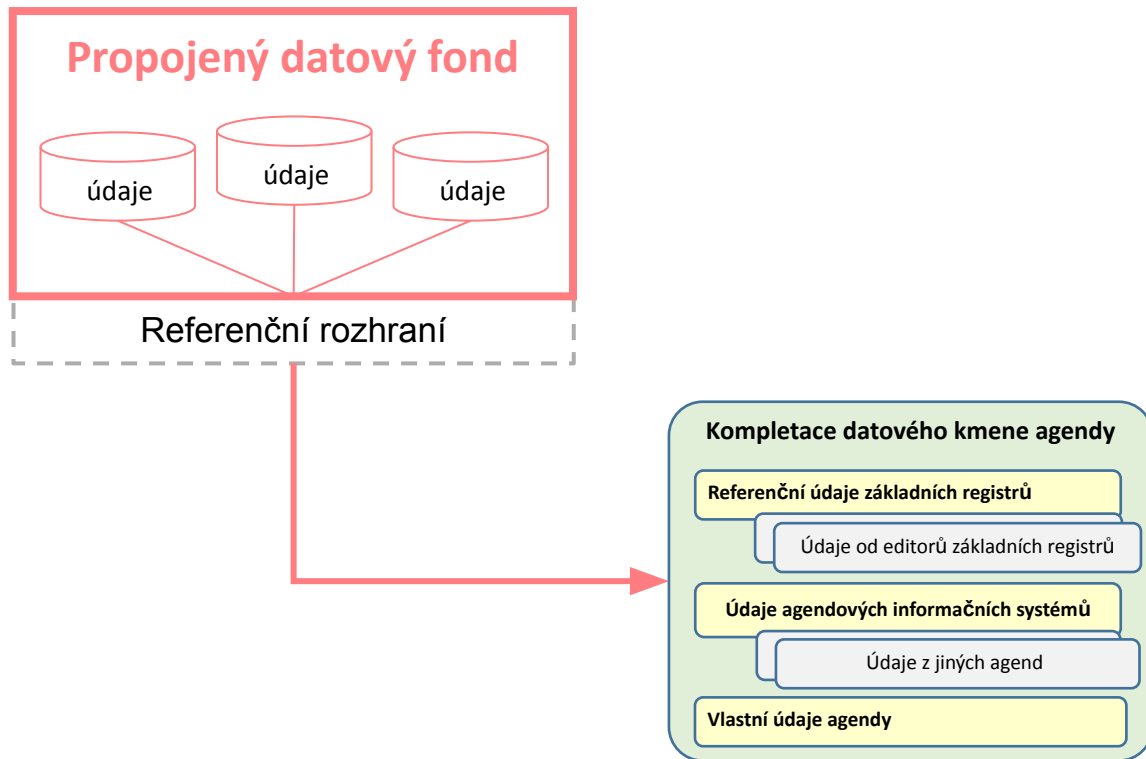 Propojený datový fond
údaje
údaje
údaje
Referenční rozhraní
Kompletace datového kmene agendy
Referenční údaje základních registrů
Údaje od editorů základních registrů
Údaje agendových informačních systémů
Údaje z jiných agend
Vlastní údaje agendy